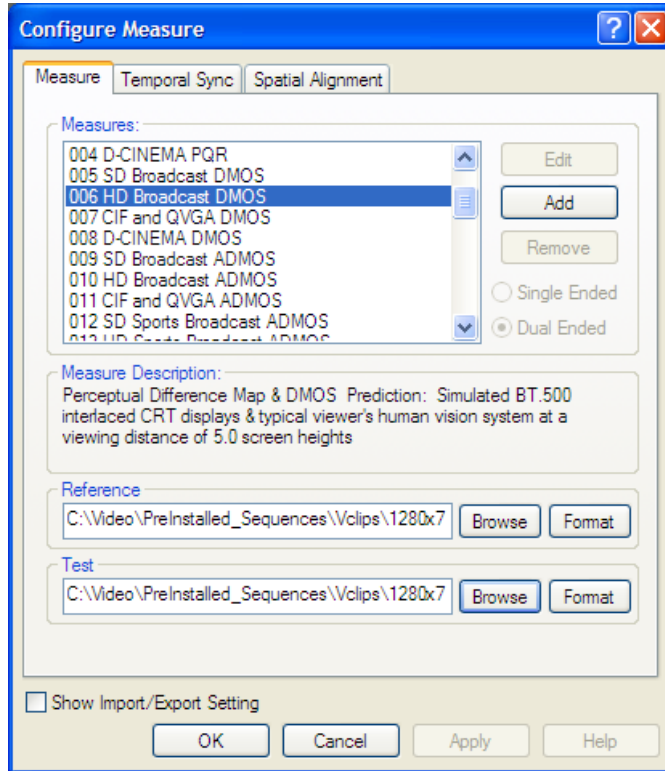 Configure Measure
Measure
Temporal Sync
Spatial Alignment
Measures:
004 D-CINEMA PQR
005 SD Broadcast DMOS
006 HD Broadcast DMOS
007 CIF and QVGA DMOS
008 D-CINEMA DMOS
009 SD Broadcast ADMOS
010 HD Broadcast ADMOS
011 CIF and QVGA ADMOS
012 SD Sports Broadcast ADMOS
013 HD Sports Broadcast ADMOS
Edit
Add
Remove
Single Ended
Dual Ended
Measure Description:
Perceptual Difference Map & DMOS Prediction: Simulated BT.500
interlaced CRT displays & typical viewer's human vision system at a
viewing distance of 5.0 screen heights
Reference
C:\Video\PreInstalled_Sequences\Vclips\1280x7
Browse
Format
Test
C:\Video\PreInstalled_Sequences\Vclips\1280x7
Browse
Format
Show Import/Export Setting
OK
Cancel
Apply
Help